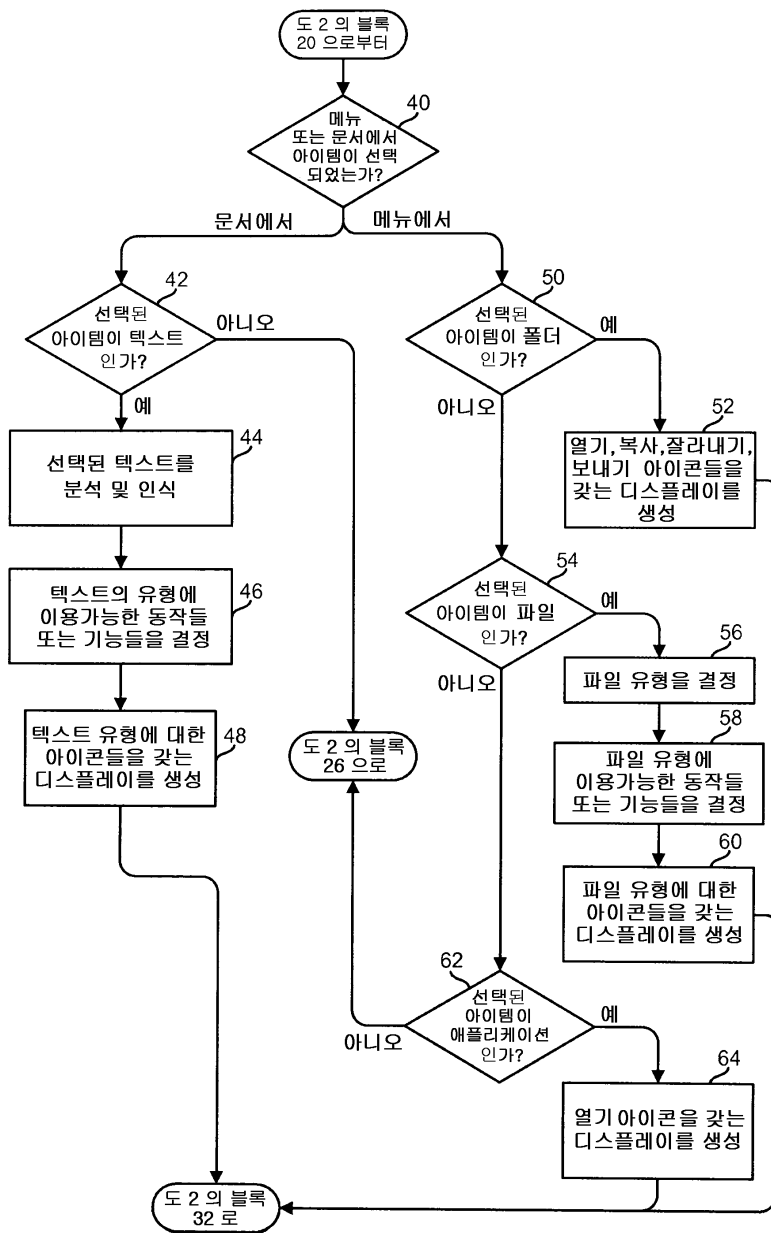 도 2 의 블록
20 으로부터
40
메뉴
또는 문서에서
아이템이 선택
되었는가?
문서에서
메뉴에서
42
선택된
아이템이 텍스트
인가?
아니오
예
50
선택된
아이템이 폴더
인가?
예
아니오
44
선택된 텍스트를
분석 및 인식
52
열기,복사,잘라내기,
보내기 아이콘들을
갖는 디스플레이를
생성
46
텍스트의 유형에
이용가능한 동작들
또는 기능들을 결정
54
선택된
아이템이 파일
인가?
예
아니오
56
파일 유형을 결정
48
텍스트 유형에 대한
아이콘들을 갖는
디스플레이를 생성
도 2 의 블록
26 으로
58
파일 유형에
이용가능한 동작들
또는 기능들을 결정
60
파일 유형에 대한
아이콘들을 갖는
디스플레이를 생성
62
선택된
아이템이
애플리케이션
인가?
아니오
예
64
열기 아이콘을 갖는
디스플레이를 생성
도 2 의 블록
32 로